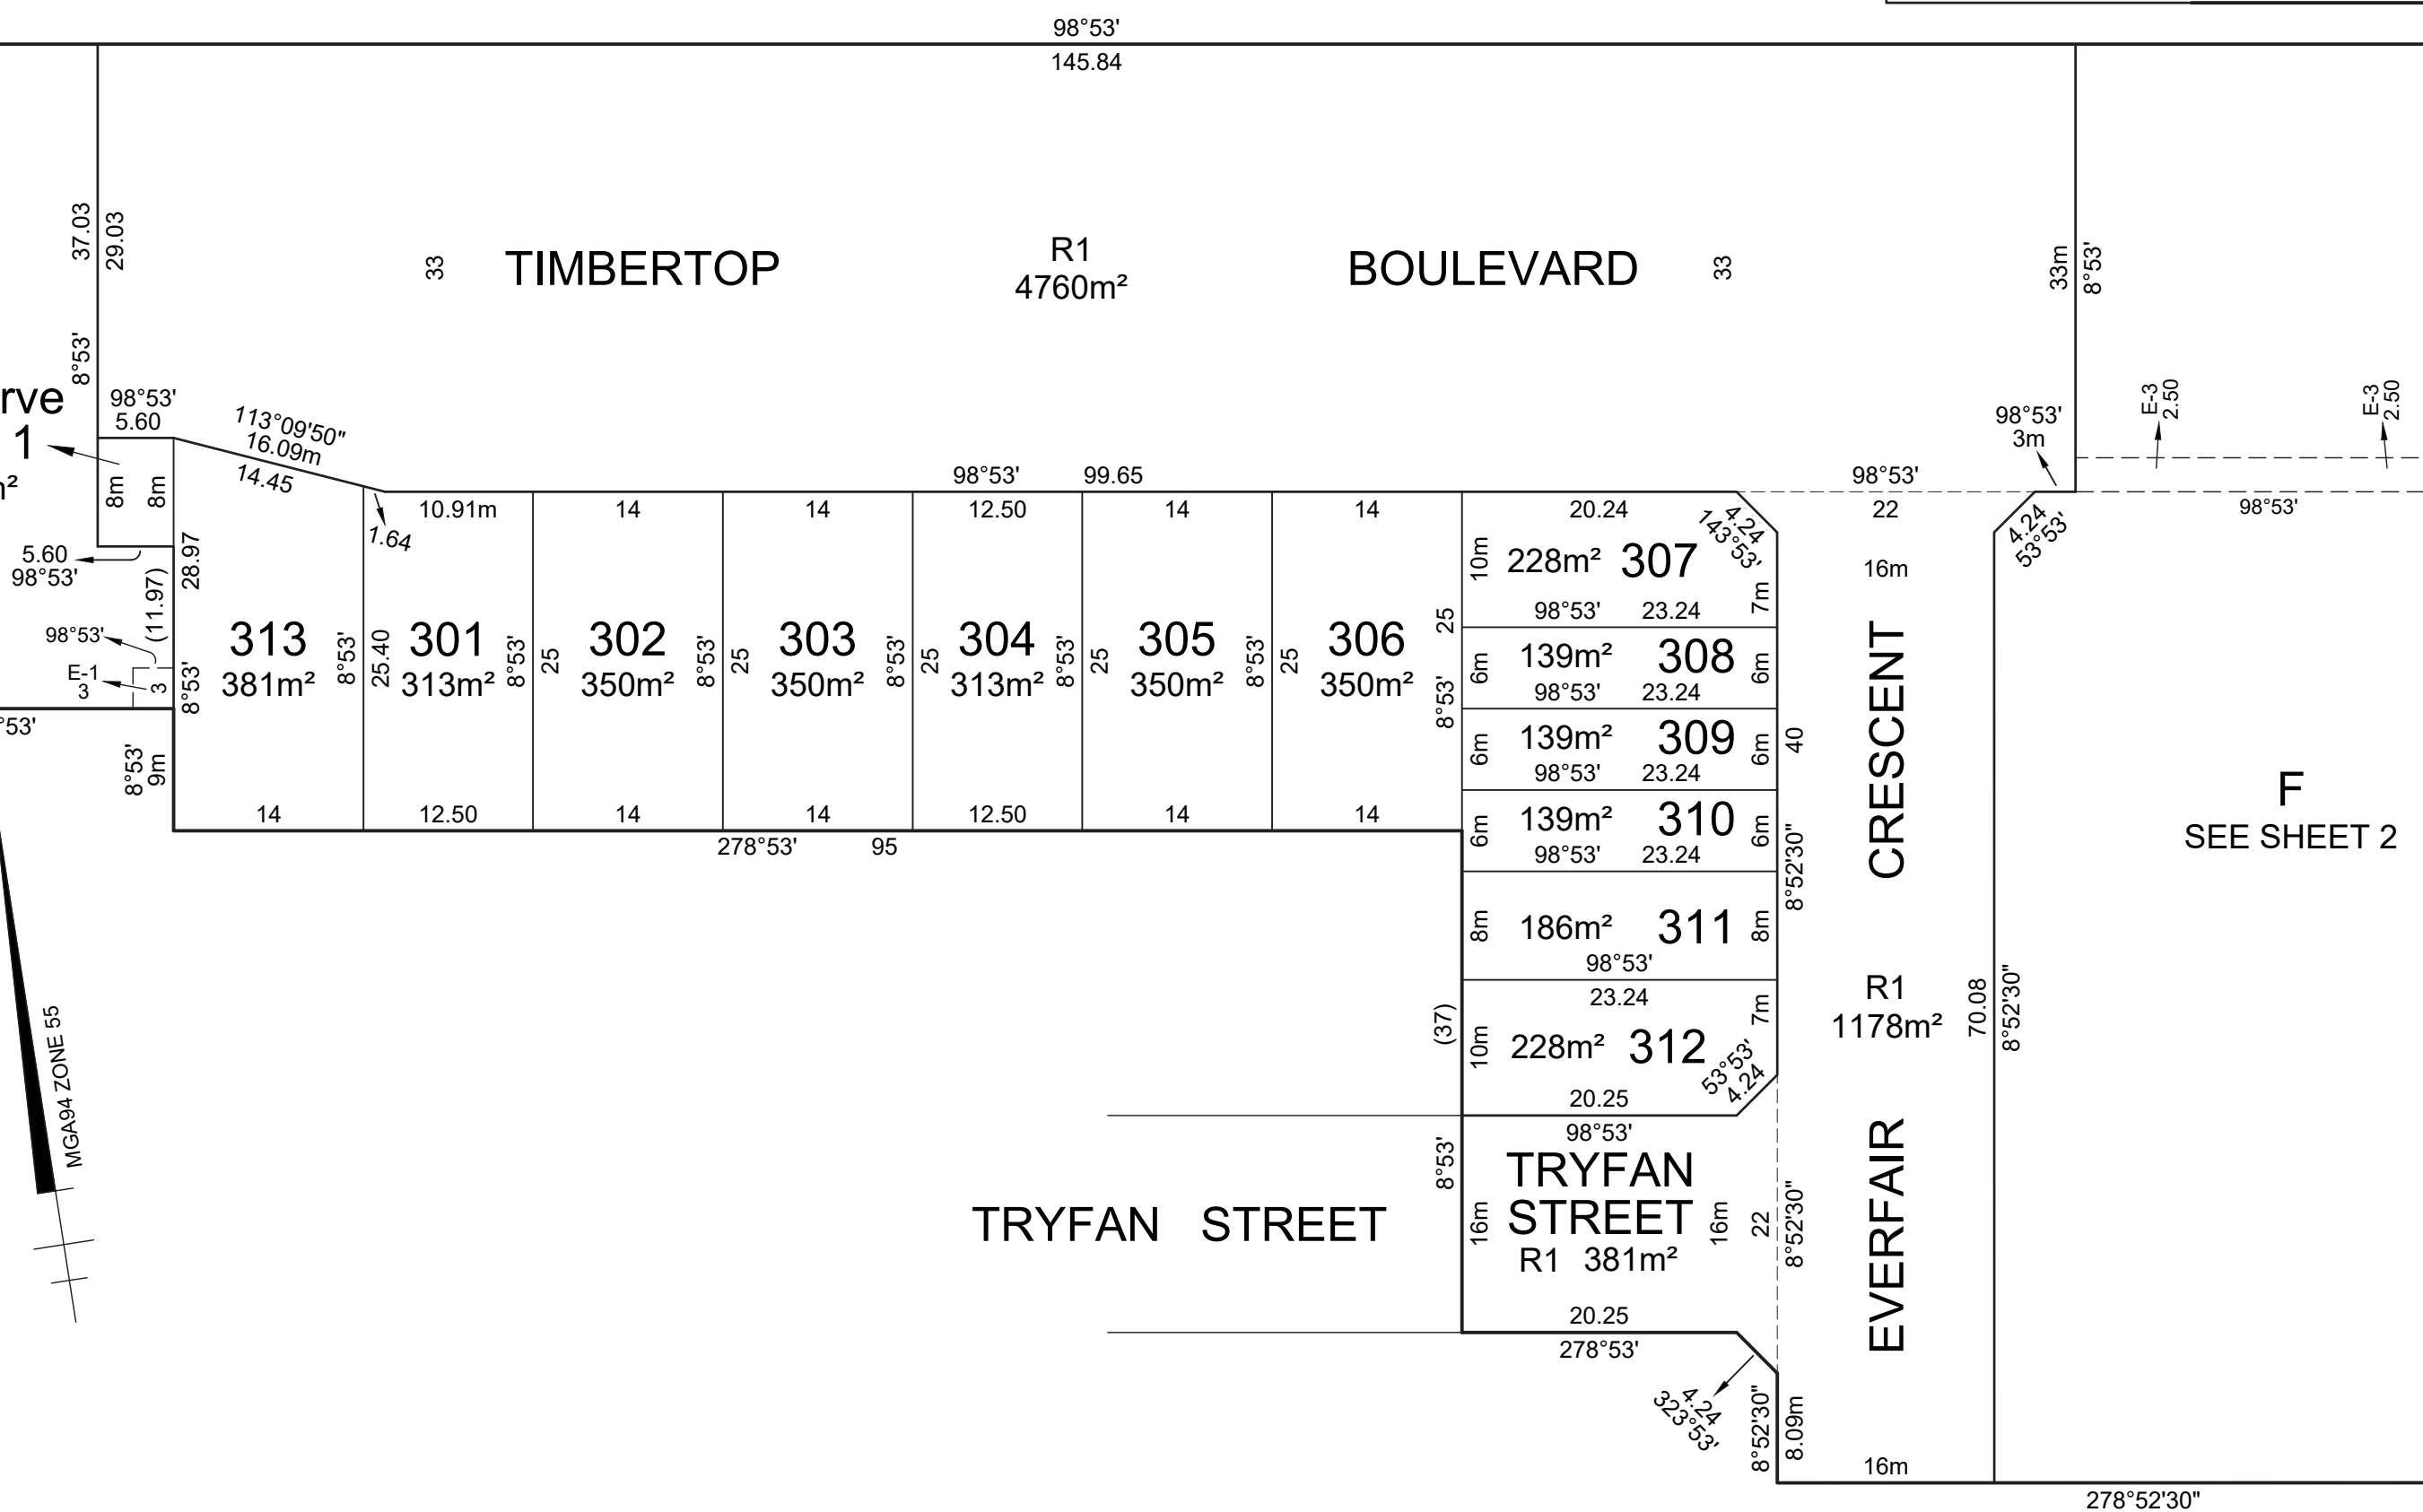 98°53'
145.84
37.03
29.03
8°53'
33
TIMBERTOP
R1
4760m²
BOULEVARD
33
33m
8°53'
rve
1
m²
98°53'
5.60
113°09'50"
16.09m
14.45
1.64
8m
8m
5.60
98°53'
28.97
(11.97)
98°53'
E-1
3
3
8°53'
°53'
8°53'
9m
98°53'
99.65
10.91m
14
14
12.50
14
14
20.24
4.24
143°53'
98°53'
22
98°53'
3m
4.24
53°53'
E-3
2.50
E-3
2.50
98°53'
313
381m²
8°53'
25.40
301
313m²
8°53'
25
302
350m²
8°53'
25
303
350m²
8°53'
25
304
313m²
8°53'
25
305
350m²
8°53'
25
306
350m²
25
8°53'
14
12.50
14
14
12.50
14
14
278°53'
95
10m
228m²
307
7m
98°53'
23.24
6m
139m²
308
6m
98°53'
23.24
6m
139m²
309
6m
98°53'
23.24
6m
139m²
310
6m
98°53'
23.24
8m
186m²
311
8m
98°53'
23.24
(37)
10m
228m²
312
7m
53°53'
4.24
20.25
98°53'
40
8°52'30"
16m
EVERFAIR CRESCENT
R1
1178m²
70.08
8°52'30"
F
SEE SHEET 2
MGA94 ZONE 55
TRYFAN STREET
8°53'
16m
TRYFAN
STREET
R1 381m²
16m
22
8°52'30"
20.25
278°53'
4.24
323°53'
8°52'30"
8.09m
16m
278°52'30"